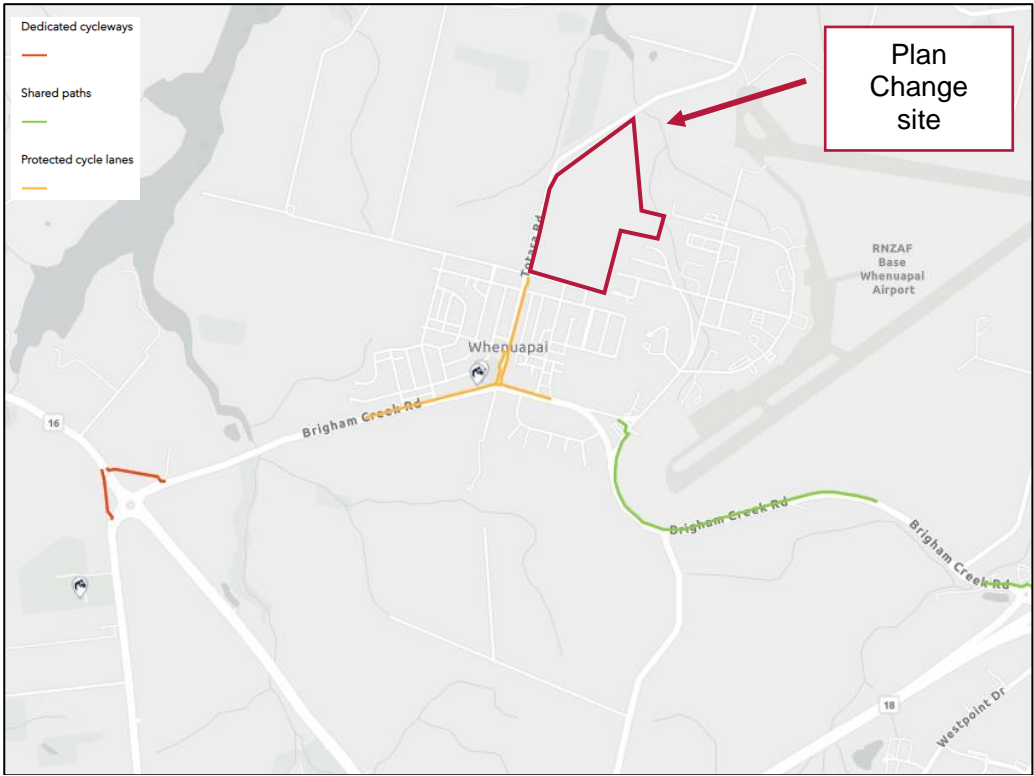 Dedicated cycleways
Shared paths
Protected cycle lanes
Plan
Change
site
Totara Rd
RNZAF
Base
Whenuapai
Airport
Whenuapai
Brigham Creek Rd
16
Brigham Creek Rd
Brigham Creek Rd
18
Westpoint Dr